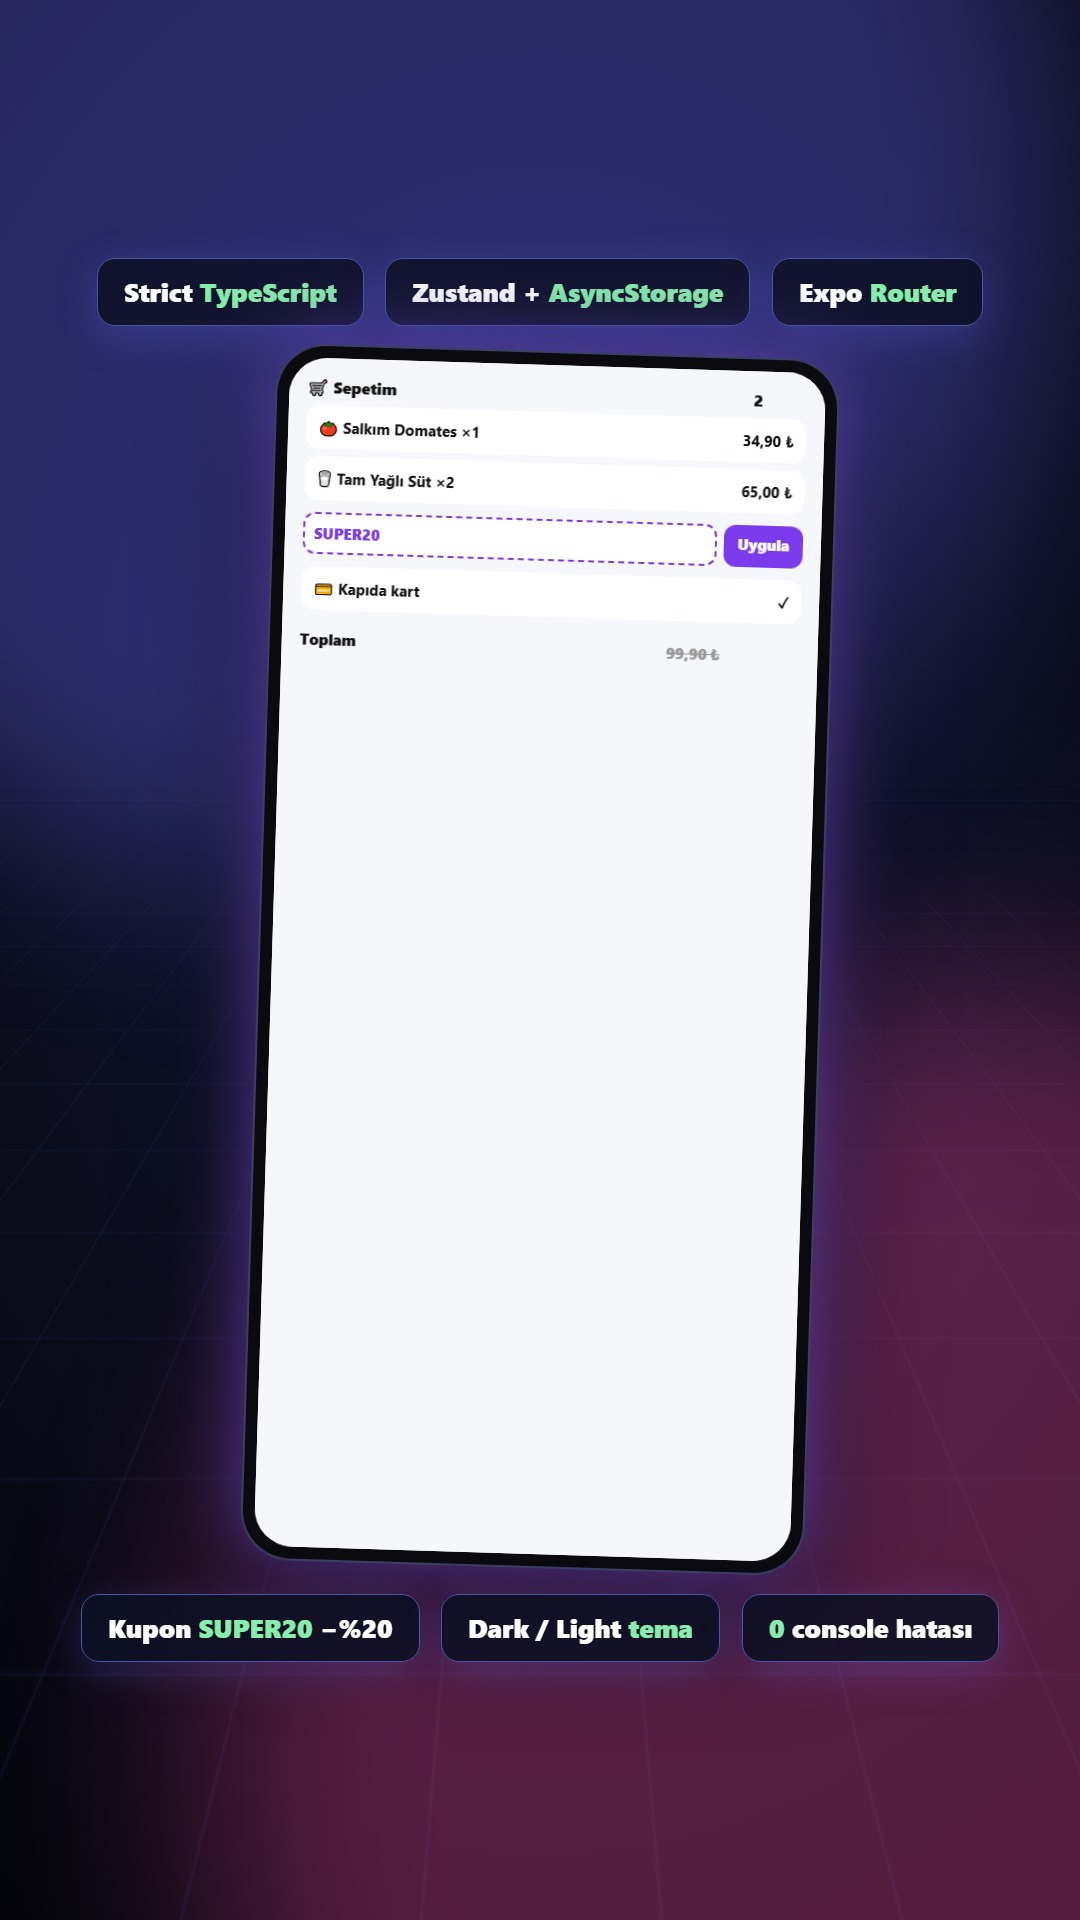 Strict TypeScript
Zustand + AsyncStorage
Expo Router
🛒 Sepetim
2
🍅 Salkım Domates ×1
34,90 ₺
🥛 Tam Yağlı Süt ×2
65,00 ₺
SUPER20
Uygula
💳 Kapıda kart
✓
Toplam
99,90 ₺
Kupon SUPER20 −%20
Dark / Light tema
0 console hatası